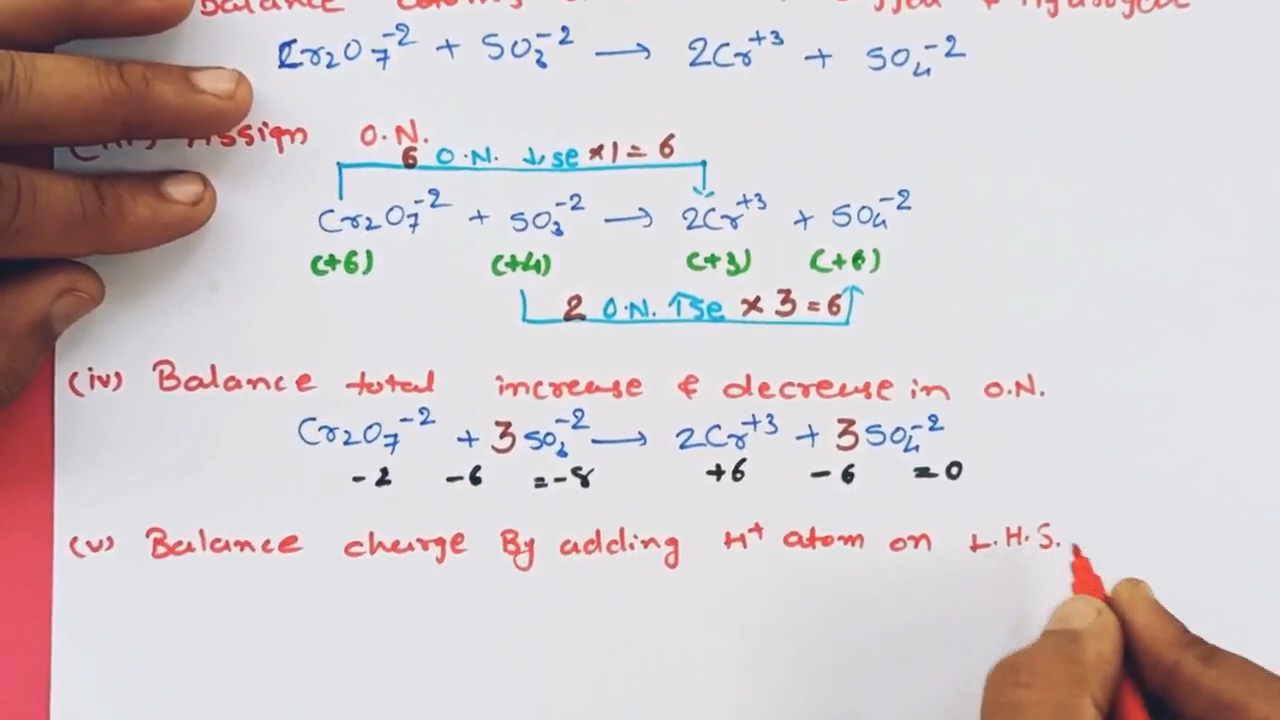 Balance
Cr2O7-2 + SO3-2 → 2Cr+3 + SO4-2
Assign O.N.
6 O.N. ↓se ×1 = 6
Cr2O7-2 + SO3-2 → 2Cr+3 + SO4-2
(+6) (+4) (+3) (+6)
2 O.N. ↑se × 3 = 6
(iv) Balance total increase & decrease in O.N.
Cr2O7-2 + 3SO3-2 → 2Cr+3 + 3SO4-2
-2 -6 =-8 +6 -6 =0
(v) Balance charge By adding H+ atom on L.H.S.